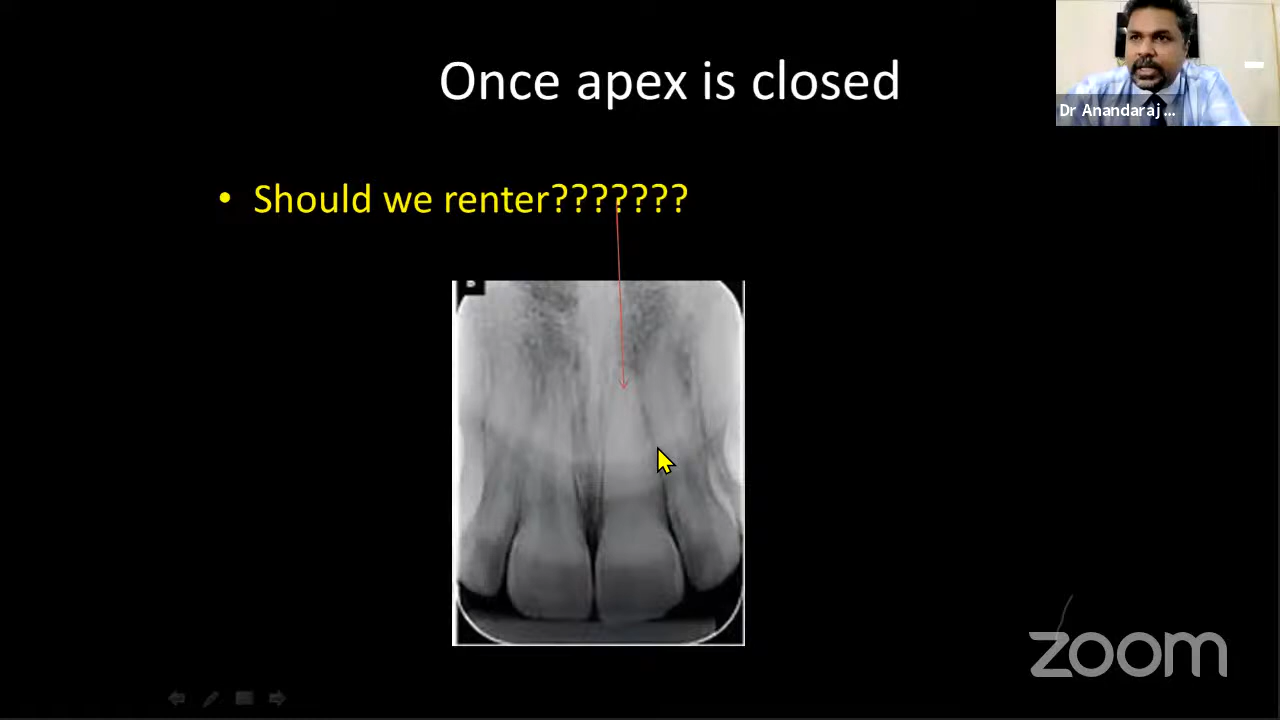 Once apex is closed
Dr Anandaraj ...
• Should we renter???????
zoom